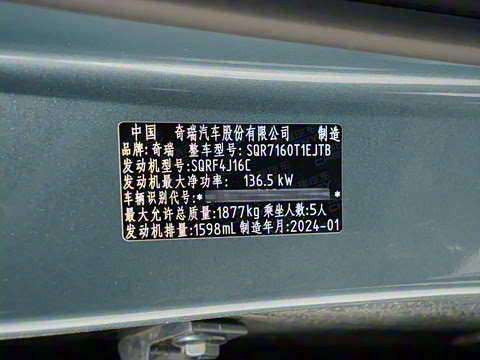 中国 奇瑞汽车股份有限公司 制造
品牌:奇瑞 整车型号:SQR7160T1EJTB
发动机型号:SQRF4J16C
发动机最大净功率: 136.5 kW
车辆识别代号:* *
最大允许总质量:1877kg 乘坐人数:5人
发动机排量:1598mL 制造年月:2024-01